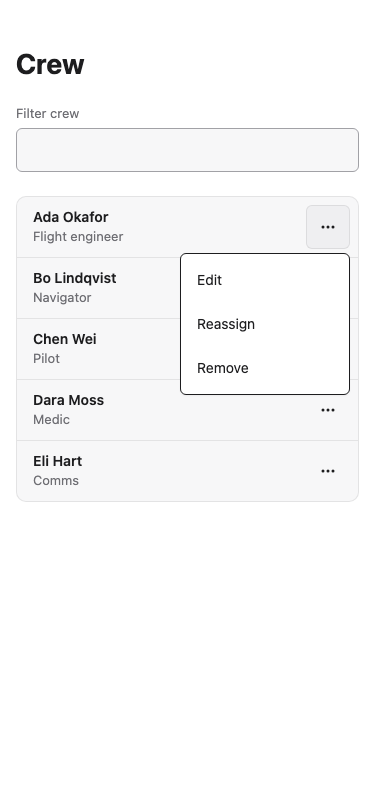 Crew
Filter crew
Ada Okafor
Flight engineer
Edit
Reassign
Remove
Bo Lindqvist
Navigator
Chen Wei
Pilot
Dara Moss
Medic
Eli Hart
Comms